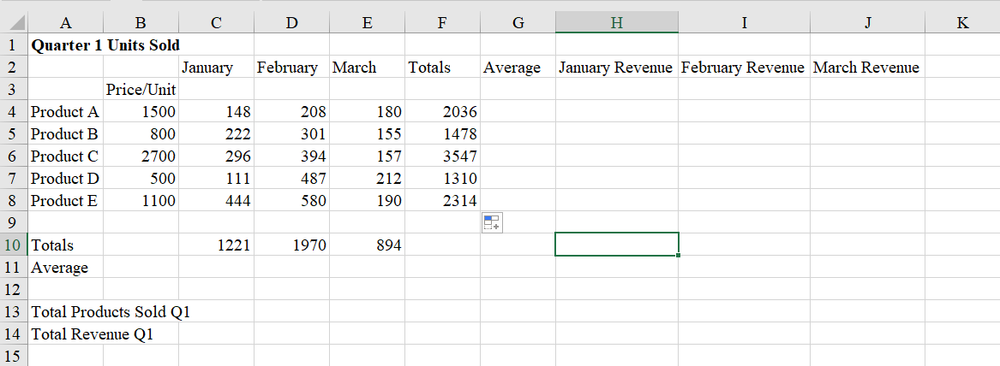 A B C D E F G H I J K
1 Quarter 1 Units Sold
2 January February March Totals Average January Revenue February Revenue March Revenue
3 Price/Unit
4 Product A 1500 148 208 180 2036
5 Product B 800 222 301 155 1478
6 Product C 2700 296 394 157 3547
7 Product D 500 111 487 212 1310
8 Product E 1100 444 580 190 2314
9
10 Totals 1221 1970 894
11 Average
12
13 Total Products Sold Q1
14 Total Revenue Q1
15